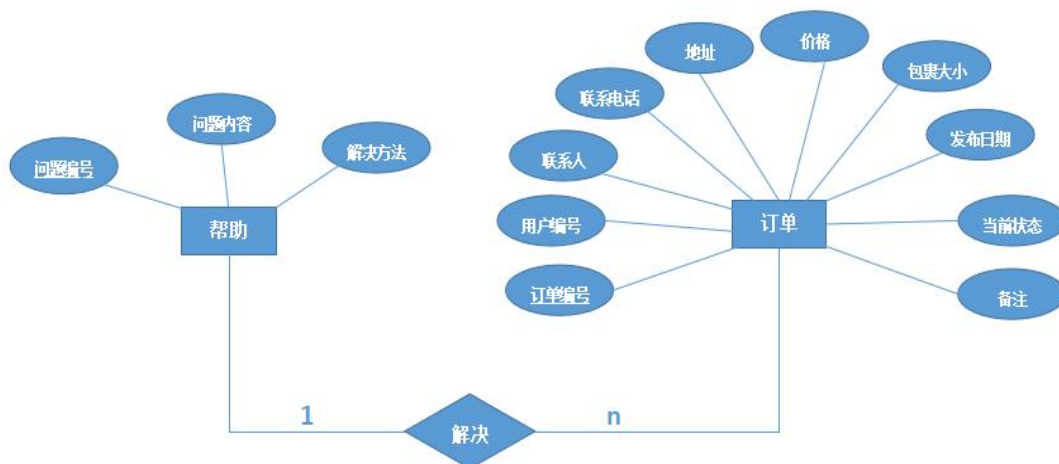 价格
地址
包裹大小
联系电话
问题内容
发布日期
解决方法
问题编号
联系人
帮助
订单
用户编号
当前状态
订单编号
备注
1
n
解决